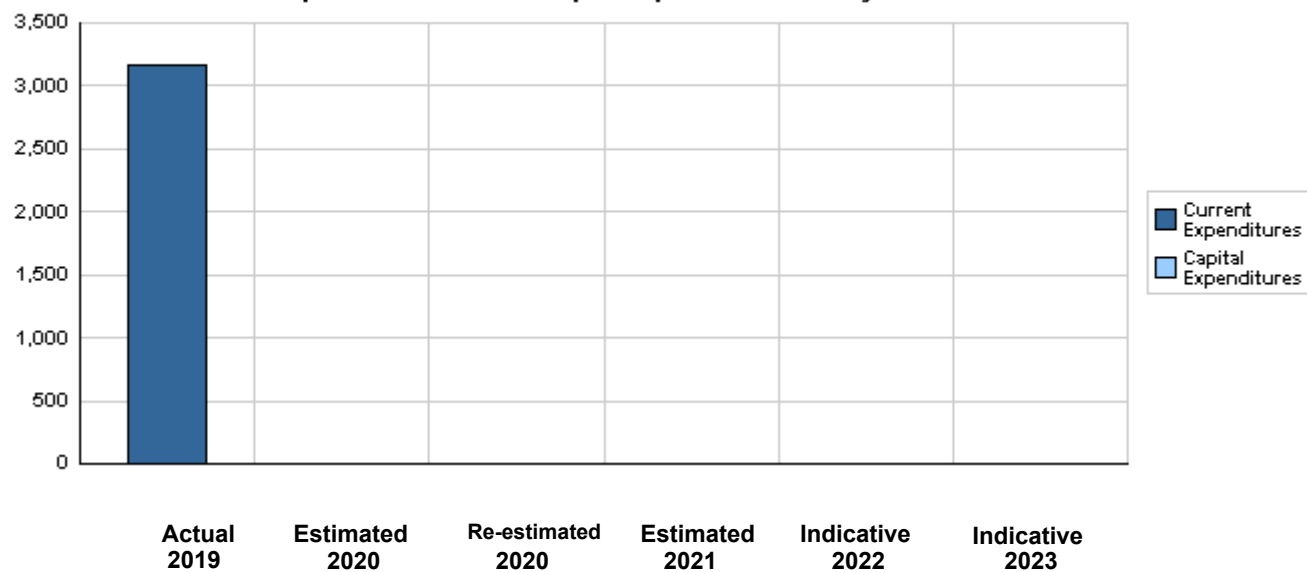 3,500
3,000
2,500
2,000
1,500
1,000
500
0
Current
Expenditures
Capital
Expenditures
Actual Estimated Re-estimated Estimated Indicative Indicative
2019 2020 2020 2021 2022 2023